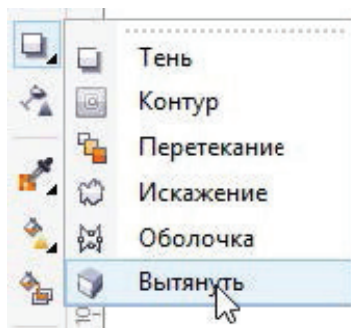 Тень
Контур
Перетекание
Искажение
Оболочка
Вытянуть